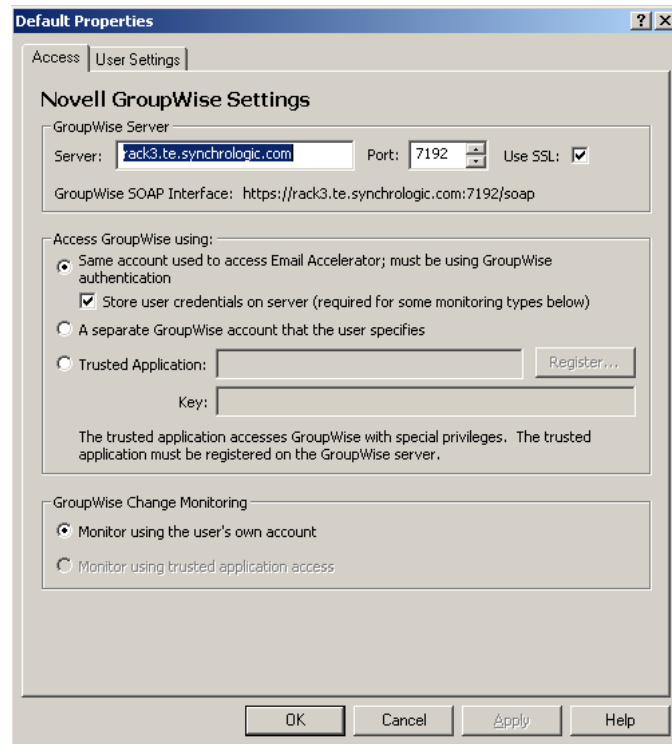 Default Properties
Access
User Settings
Novell GroupWise Settings
GroupWise Server
Server: rack3.te.synchrologic.com Port: 7192 Use SSL:
GroupWise SOAP Interface: https://rack3.te.synchrologic.com:7192/soap
Access GroupWise using:
Same account used to access Email Accelerator; must be using GroupWise
authentication
Store user credentials on server (required for some monitoring types below)
A separate GroupWise account that the user specifies
Trusted Application: Register...
Key:
The trusted application accesses GroupWise with special privileges. The trusted
application must be registered on the GroupWise server.
GroupWise Change Monitoring
Monitor using the user's own account
Monitor using trusted application access
OK Cancel Apply Help